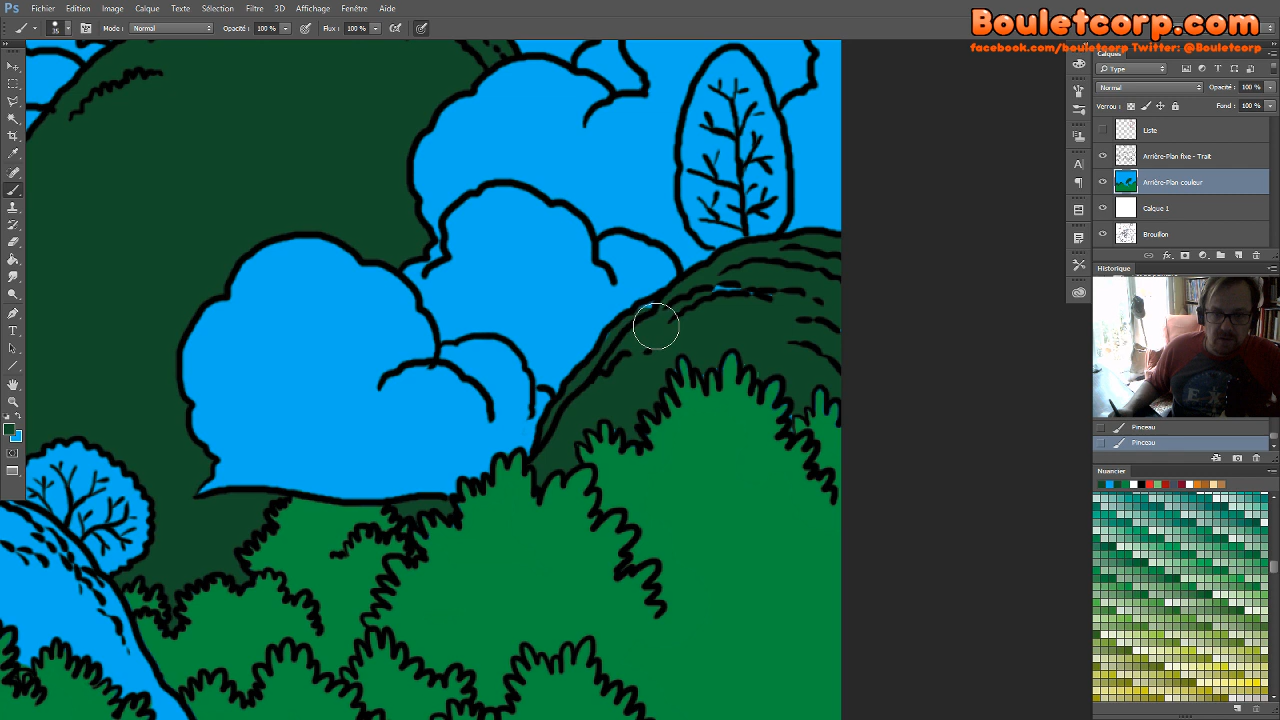 Ps Fichier Edition Image Calque Texte Sélection Filtre 3D Affichage Fenêtre Aide
Bouletcorp.com
35 Mode : Normal Opacité : 100 % Flux : 100 %
facebook.com/bouletcorp Twitter: @Bouletcorp
Calques
Type
Normal Opacité : 100 %
Verrou : Fond : 100 %
Liste
Arrière-Plan fixe - Trait
Arrière-Plan couleur
Calque 1
Brouillon
Historique
Pinceau
Pinceau
Nuancier